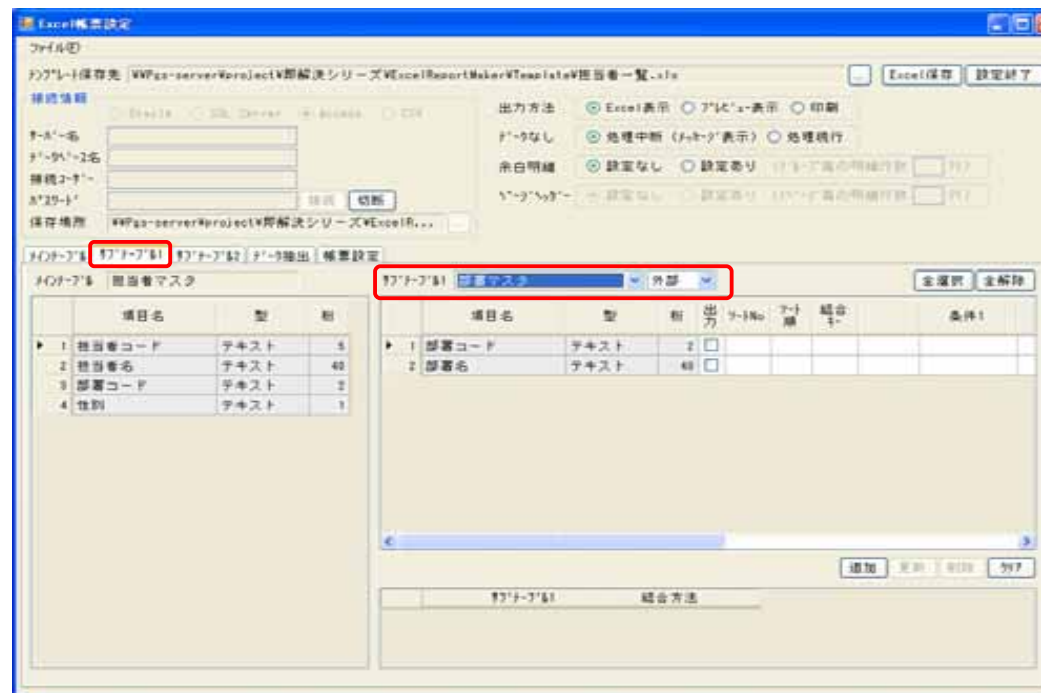 Excel帳票設定
ファイル(F)
ﾃﾝﾌﾟﾚｰﾄ保存先 ¥¥Pgs-server¥project¥即解決シリーズ¥ExcelReportMaker¥Template¥担当者一覧.xls ... Excel保存 設定終了
接続情報
Oracle SQL Server Access CSV
出力方法 Excel表示 ﾌﾟﾚﾋﾞｭｰ表示 印刷
ｻｰﾊﾞｰ名
ﾃﾞｰﾀなし 処理中断 (ﾒｯｾｰｼﾞ表示) 処理続行
ﾃﾞｰﾀﾍﾞｰｽ名
余白明細 設定なし 設定あり
接続ﾕｰｻﾞｰ
ﾊﾟｽﾜｰﾄﾞ 接続 切断
ﾍﾟｰｼﾞﾍｯﾀﾞｰ 設定なし 設定あり
保存場所 ¥¥Pgs-server¥project¥即解決シリーズ¥ExcelR... ...
ﾒｲﾝﾃｰﾌﾞﾙ ｻﾌﾞﾃｰﾌﾞﾙ1 ｻﾌﾞﾃｰﾌﾞﾙ2 ﾃﾞｰﾀ抽出 帳票設定
ﾒｲﾝﾃｰﾌﾞﾙ 担当者マスタ
ｻﾌﾞﾃｰﾌﾞﾙ1 部署マスタ 外部 全選択 全解除
項目名 型 桁
1 担当者コード テキスト 5
2 担当者名 テキスト 40
3 部署コード テキスト 2
4 性別 テキスト 1
項目名 型 桁 出力 ｿｰﾄNo ｿｰﾄ順 結合ｷｰ 条件1
1 部署コード テキスト 2
2 部署名 テキスト 40
追加 更新 削除 ｸﾘｱ
ｻﾌﾞﾃｰﾌﾞﾙ1 結合方法